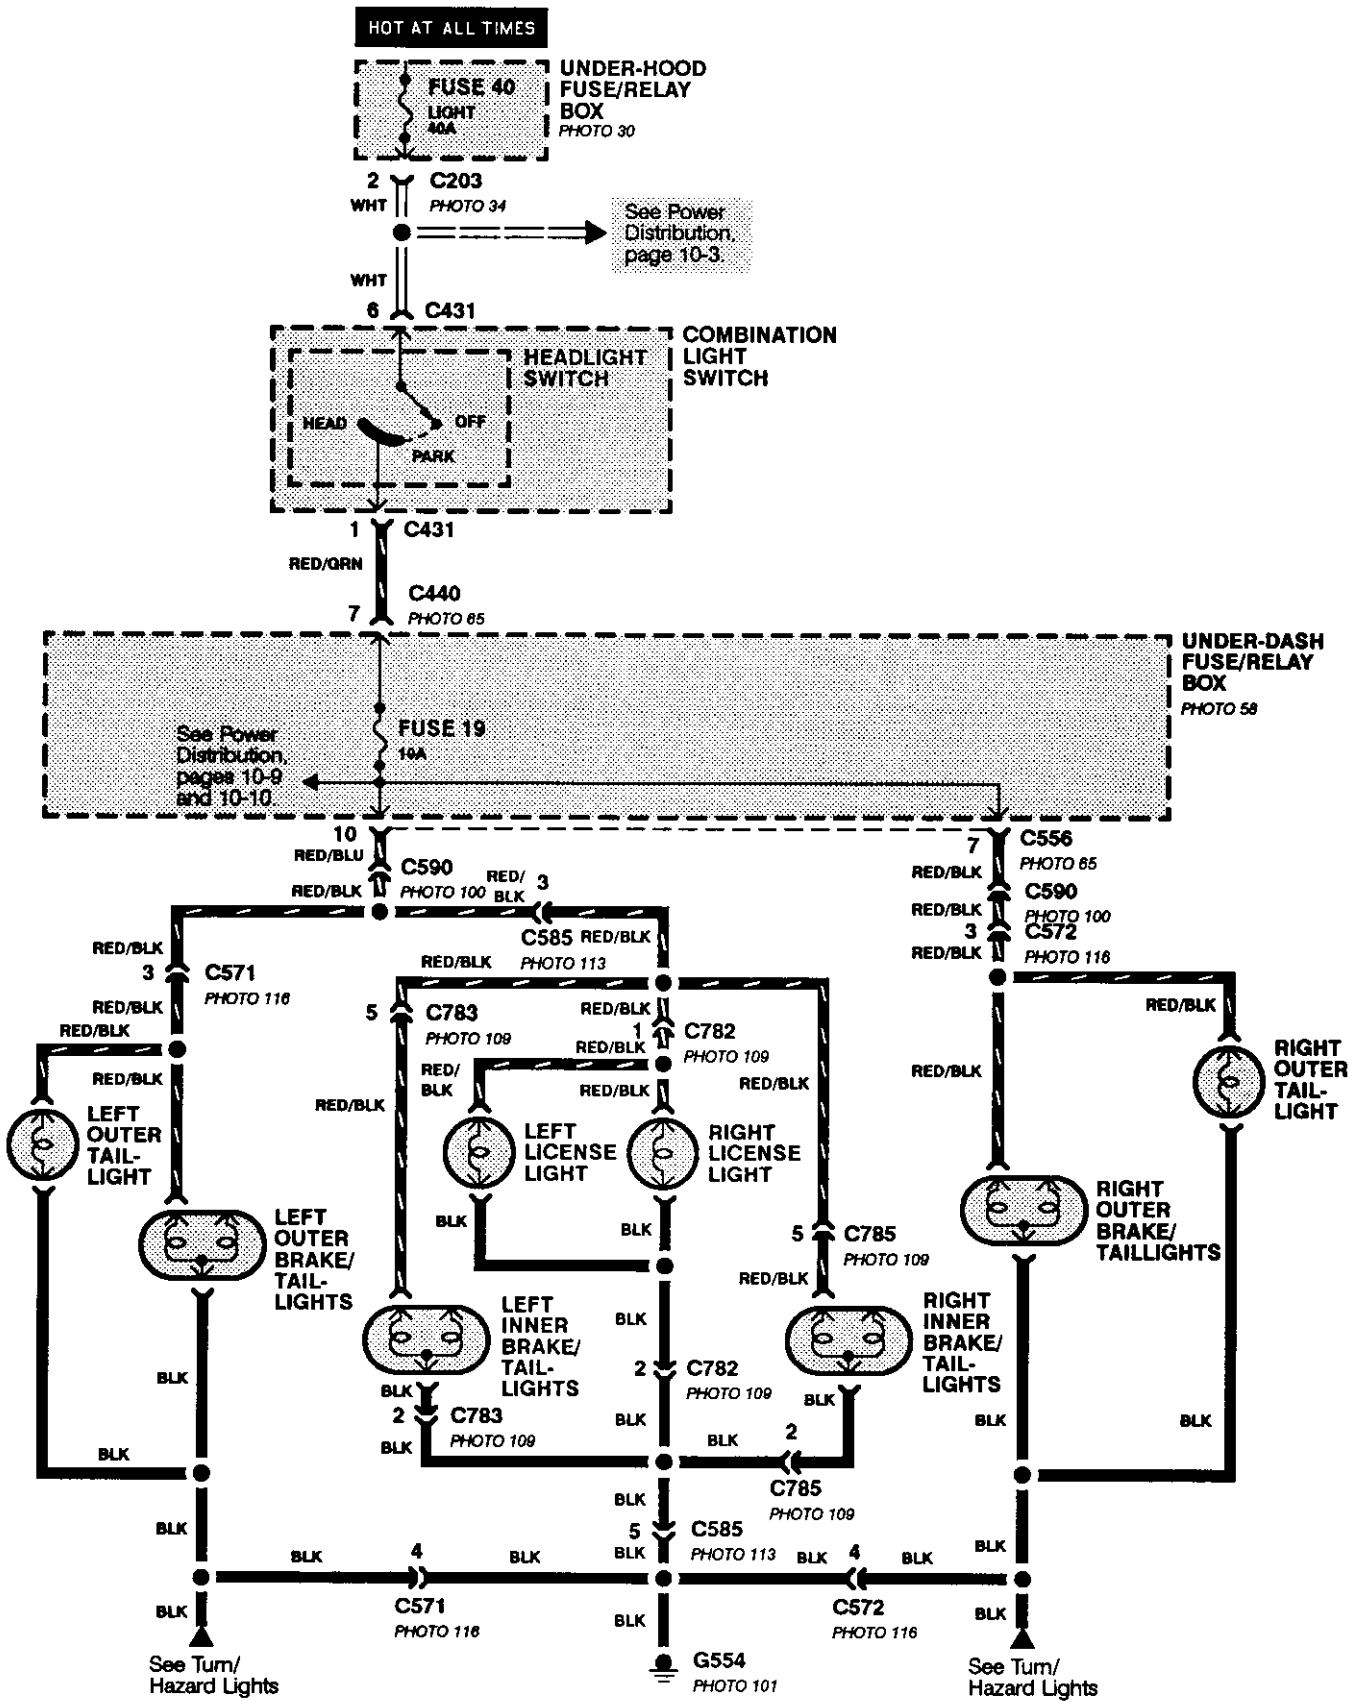 HOT AT ALL TIMES
FUSE 40
LIGHT
40A
UNDER-HOOD
FUSE/RELAY
BOX
PHOTO 30
2
C203
WHT
PHOTO 34
See Power
Distribution,
page 10-3.
WHT
6
C431
COMBINATION
LIGHT
SWITCH
HEADLIGHT
SWITCH
HEAD
OFF
PARK
1
C431
RED/GRN
C440
7
PHOTO 65
UNDER-DASH
FUSE/RELAY
BOX
PHOTO 58
FUSE 19
10A
See Power
Distribution,
pages 10-9
and 10-10.
10
RED/BLU
C590
PHOTO 100
RED/BLK
RED/
BLK
3
C585
PHOTO 113
RED/BLK
7
C556
PHOTO 65
RED/BLK
C590
PHOTO 100
RED/BLK
3
C572
PHOTO 116
RED/BLK
RED/BLK
3
C571
PHOTO 116
RED/BLK
RED/BLK
RED/BLK
RED/BLK
5
C783
PHOTO 109
RED/BLK
1
C782
PHOTO 109
RED/BLK
RED/
BLK
RED/BLK
RED/BLK
RED/BLK
RED/BLK
RED/BLK
RIGHT
OUTER
TAIL-
LIGHT
LEFT
OUTER
TAIL-
LIGHT
LEFT
LICENSE
LIGHT
RIGHT
LICENSE
LIGHT
RIGHT
OUTER
BRAKE/
TAILLIGHTS
LEFT
OUTER
BRAKE/
TAIL-
LIGHTS
BLK
BLK
5
C785
PHOTO 109
RED/BLK
LEFT
INNER
BRAKE/
TAIL-
LIGHTS
RIGHT
INNER
BRAKE/
TAIL-
LIGHTS
BLK
2
C782
PHOTO 109
BLK
BLK
2
C783
PHOTO 109
BLK
BLK
BLK
BLK
2
C785
PHOTO 109
BLK
BLK
BLK
BLK
BLK
5
C585
PHOTO 113
BLK
BLK
BLK
4
C571
PHOTO 116
BLK
BLK
4
C572
PHOTO 116
BLK
BLK
BLK
BLK
BLK
See Turn/
Hazard Lights
G554
PHOTO 101
See Turn/
Hazard Lights